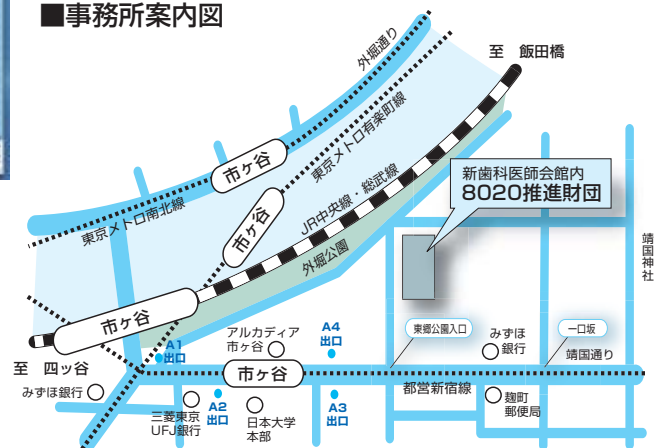 ■事務所案内図
外堀通り
至 飯田橋
東京メトロ有楽町線
市ヶ谷
東京メトロ南北線
市ヶ谷
JR中央線・総武線
外堀公園
新歯科医師会館内
8020推進財団
靖国神社
市ヶ谷
至 四ッ谷
みずほ銀行
A1
出口
アルカディア
市ヶ谷
A4
出口
東郷公園入口
みずほ
銀行
一口坂
靖国通り
市ヶ谷
都営新宿線
三菱東京
UFJ銀行
A2
出口
日本大学
本部
A3
出口
麹町
郵便局